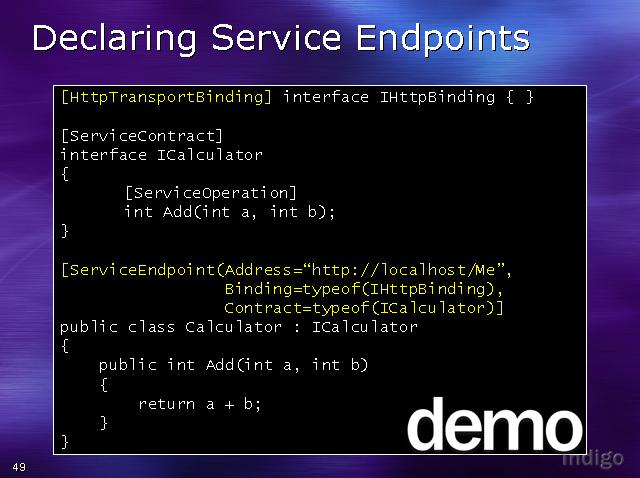 Declaring Service Endpoints
[HttpTransportBinding] interface IHttpBinding { }
[ServiceContract]
interface ICalculator
{
[ServiceOperation]
int Add(int a, int b);
}
[ServiceEndpoint(Address=“http://localhost/Me”,
Binding=typeof(IHttpBinding),
Contract=typeof(ICalculator)]
public class Calculator : ICalculator
{
public int Add(int a, int b)
{
return a + b;
}
}
demo
indigo
49